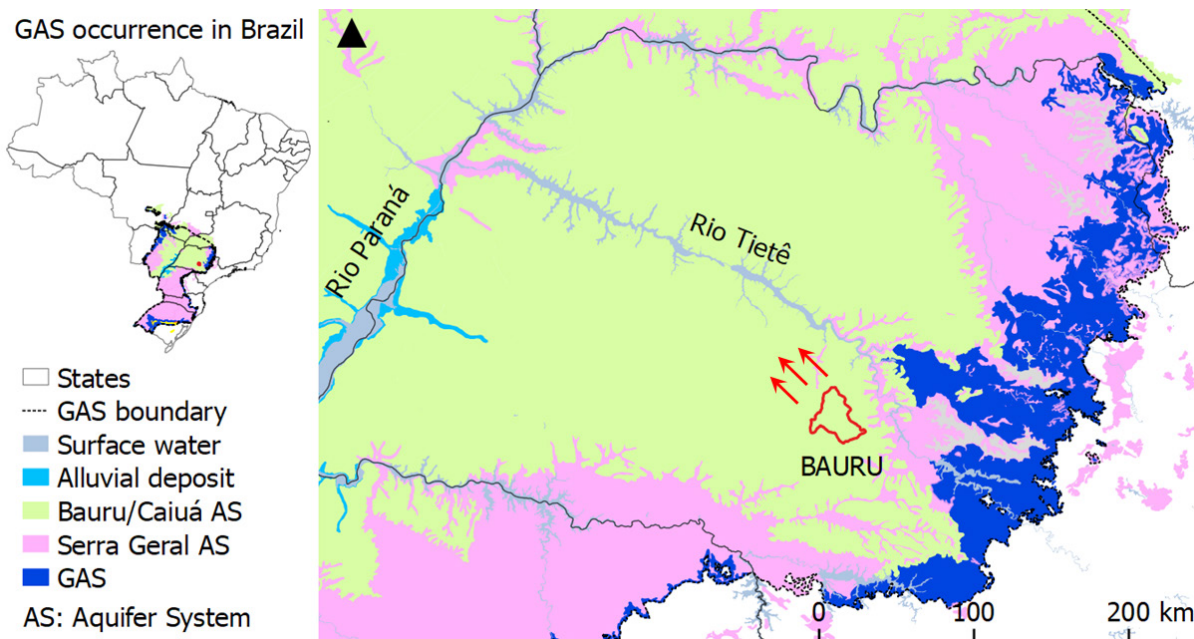 GAS occurrence in Brazil
States
GAS boundary
Surface water
Alluvial deposit
Bauru/Caiuá AS
Serra Geral AS
GAS
AS: Aquifer System
Rio Paraná
Rio Tietê
BAURU
0 100 200 km